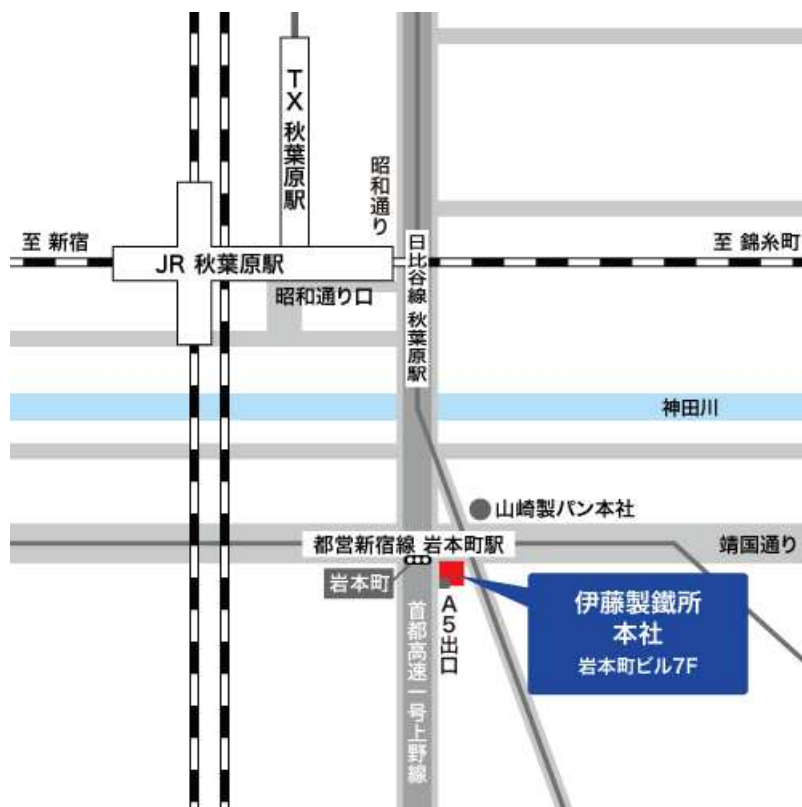 TX 秋葉原駅
昭和通り
至 新宿
JR 秋葉原駅
日比谷線 秋葉原駅
至 錦糸町
昭和通り口
神田川
山崎製パン本社
都営新宿線 岩本町駅
靖国通り
岩本町
A5出口
首都高速一号上野線
伊藤製鐵所
本社
岩本町ビル7F